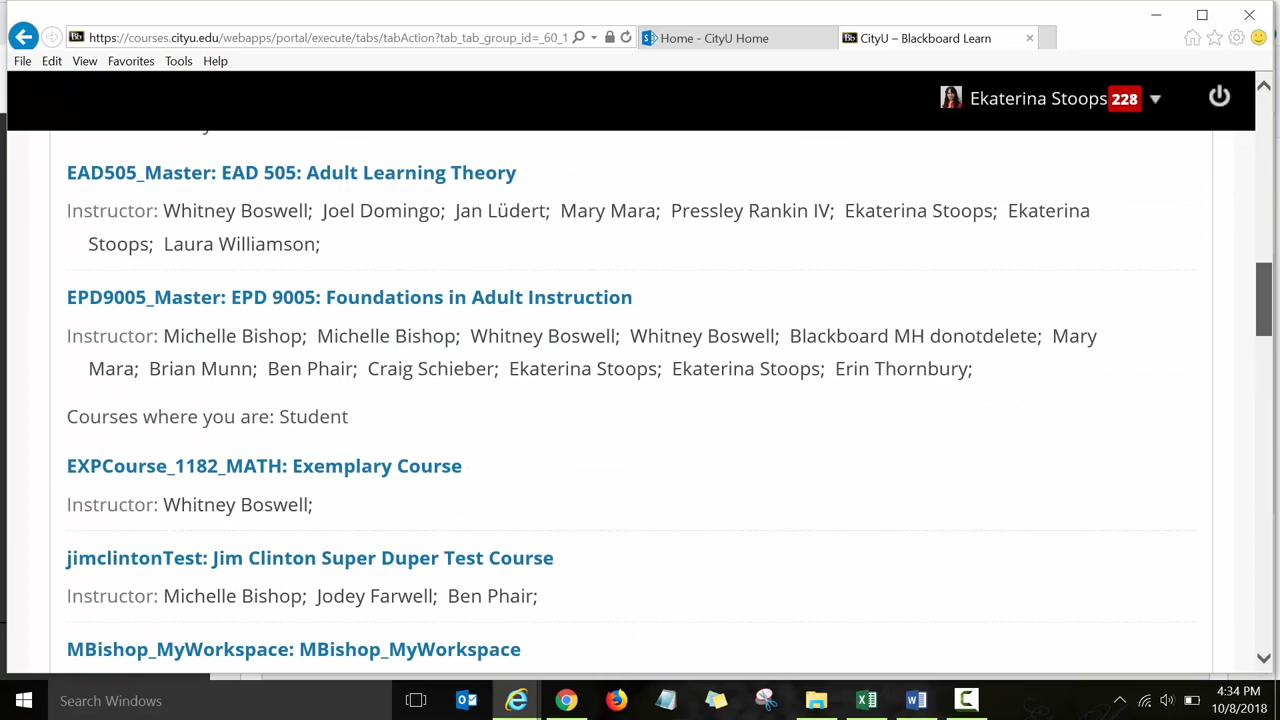 https://courses.cityu.edu/webapps/portal/execute/tabs/tabAction?tab_tab_group_id=_60_1
Home - CityU Home
CityU – Blackboard Learn
File Edit View Favorites Tools Help
Ekaterina Stoops 228
EAD505_Master: EAD 505: Adult Learning Theory
Instructor: Whitney Boswell; Joel Domingo; Jan Lüdert; Mary Mara; Pressley Rankin IV; Ekaterina Stoops; Ekaterina
Stoops; Laura Williamson;
EPD9005_Master: EPD 9005: Foundations in Adult Instruction
Instructor: Michelle Bishop; Michelle Bishop; Whitney Boswell; Whitney Boswell; Blackboard MH donotdelete; Mary
Mara; Brian Munn; Ben Phair; Craig Schieber; Ekaterina Stoops; Ekaterina Stoops; Erin Thornbury;
Courses where you are: Student
EXPCourse_1182_MATH: Exemplary Course
Instructor: Whitney Boswell;
jimclintonTest: Jim Clinton Super Duper Test Course
Instructor: Michelle Bishop; Jodey Farwell; Ben Phair;
MBishop_MyWorkspace: MBishop_MyWorkspace
Search Windows
4:34 PM
10/8/2018